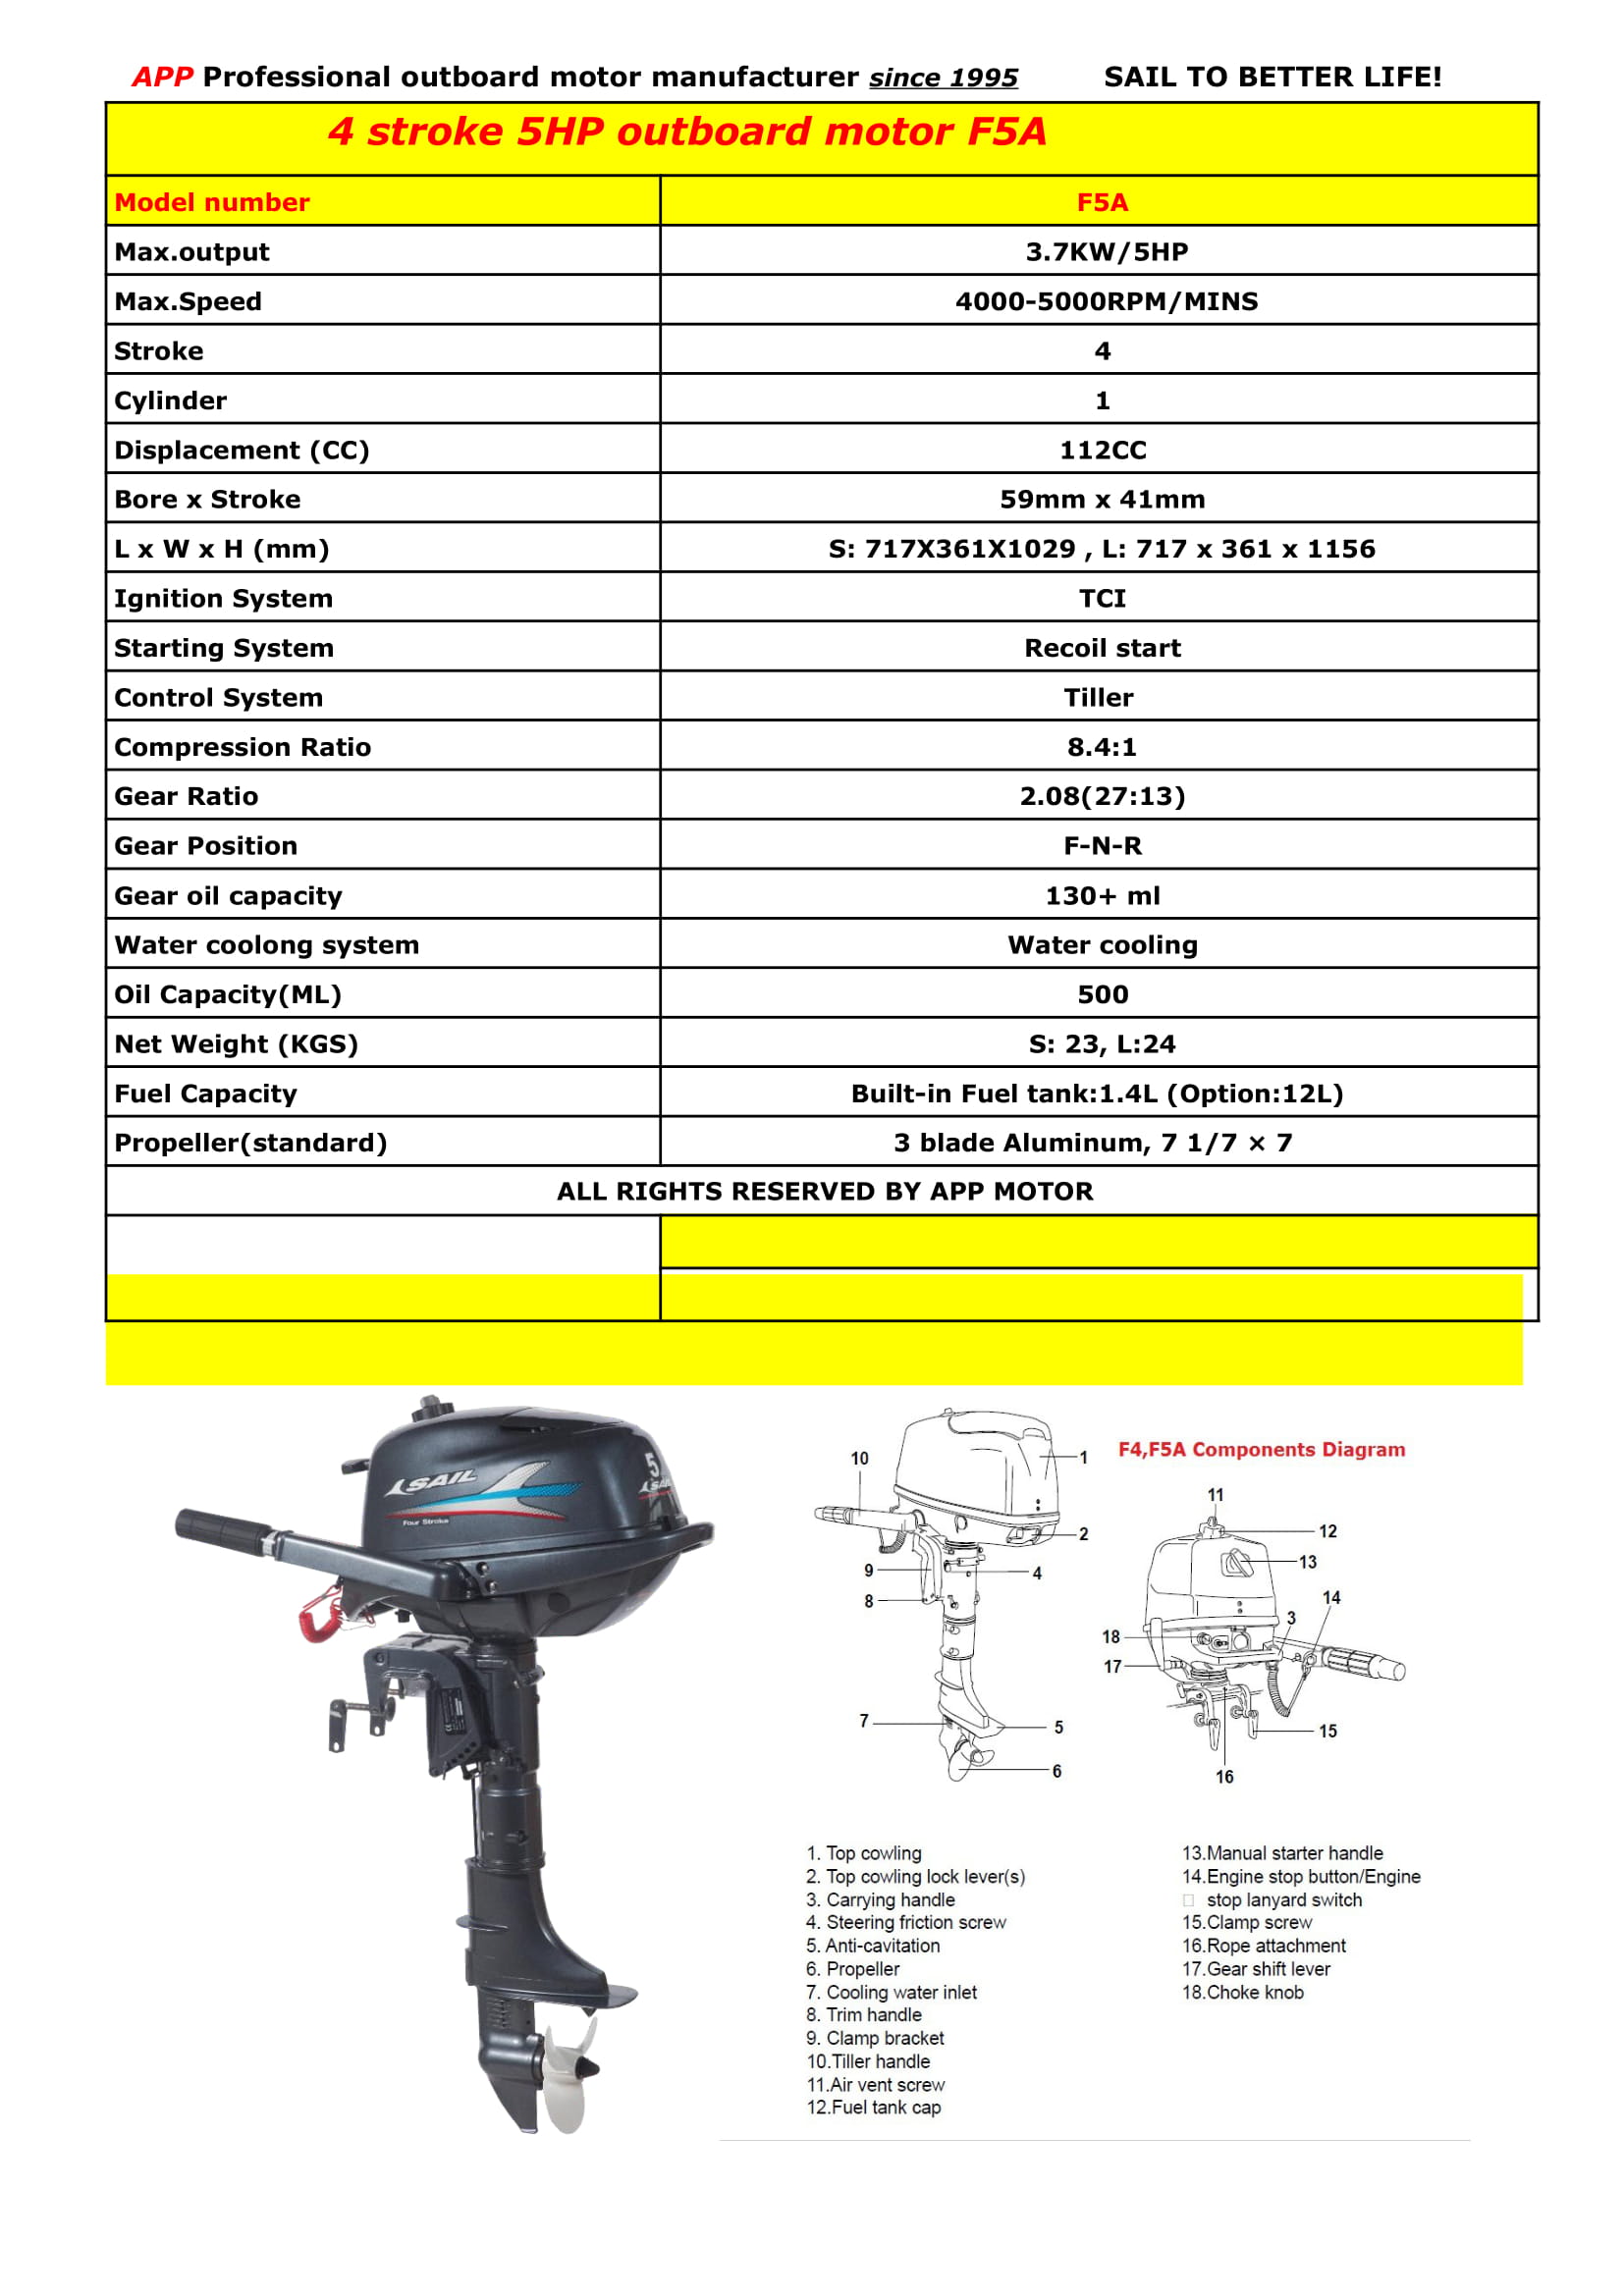 APP Professional outboard motor manufacturer since 1995 SAIL TO BETTER LIFE!
4 stroke 5HP outboard motor F5A
Model number F5A
Max.output 3.7KW/5HP
Max.Speed 4000-5000RPM/MINS
Stroke 4
Cylinder 1
Displacement (CC) 112CC
Bore x Stroke 59mm x 41mm
L x W x H (mm) S: 717X361X1029 , L: 717 x 361 x 1156
Ignition System TCI
Starting System Recoil start
Control System Tiller
Compression Ratio 8.4:1
Gear Ratio 2.08(27:13)
Gear Position F-N-R
Gear oil capacity 130+ ml
Water coolong system Water cooling
Oil Capacity(ML) 500
Net Weight (KGS) S: 23, L:24
Fuel Capacity Built-in Fuel tank:1.4L (Option:12L)
Propeller(standard) 3 blade Aluminum, 7 1/7 × 7
ALL RIGHTS RESERVED BY APP MOTOR
SAIL
Four Stroke
5
SAIL
F4,F5A Components Diagram
10
1
2
9
4
8
7
5
6
11
12
13
14
3
18
17
15
16
1. Top cowling
2. Top cowling lock lever(s)
3. Carrying handle
4. Steering friction screw
5. Anti-cavitation
6. Propeller
7. Cooling water inlet
8. Trim handle
9. Clamp bracket
10.Tiller handle
11.Air vent screw
12.Fuel tank cap
13.Manual starter handle
14.Engine stop button/Engine
stop lanyard switch
15.Clamp screw
16.Rope attachment
17.Gear shift lever
18.Choke knob